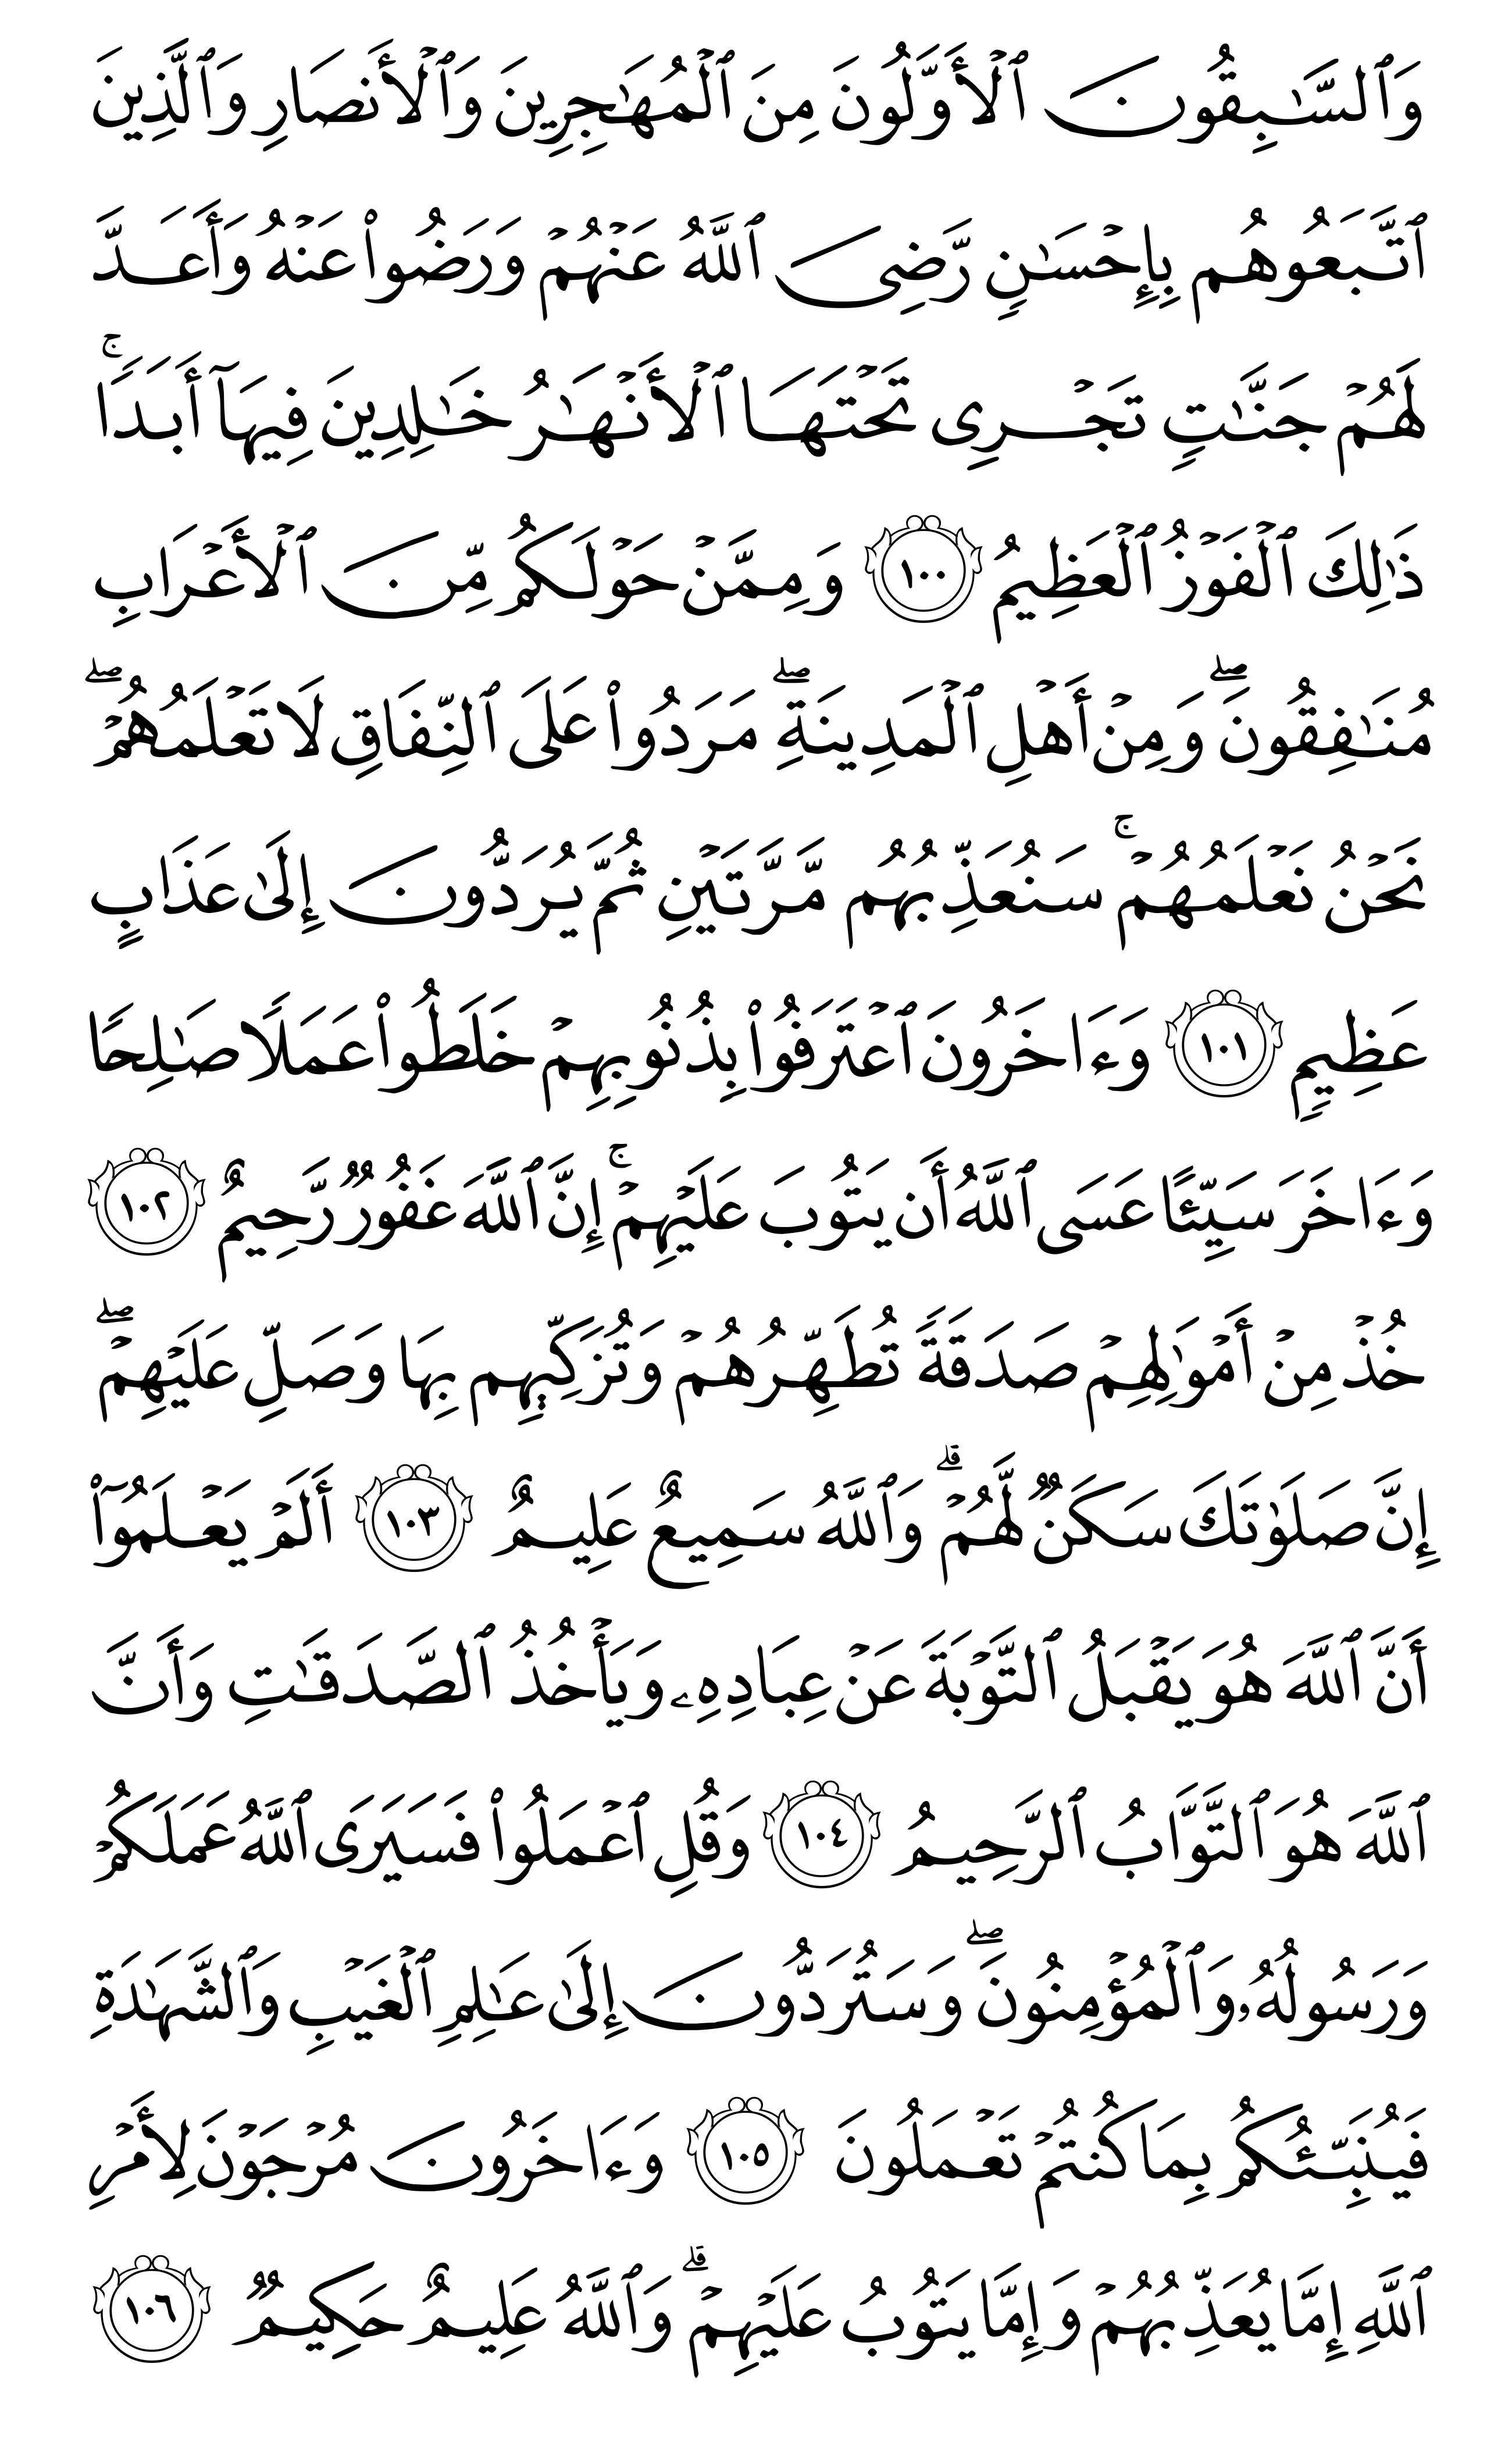 وَٱلسَّـٰبِقُونَ ٱلْأَوَّلُونَ مِنَ ٱلْمُهَـٰجِرِينَ وَٱلْأَنصَارِ وَٱلَّذِينَ
ٱتَّبَعُوهُم بِإِحْسَـٰنٍ رَّضِىَ ٱللَّهُ عَنْهُمْ وَرَضُوا۟ عَنْهُ وَأَعَدَّ
لَهُمْ جَنَّـٰتٍ تَجْرِى تَحْتَهَا ٱلْأَنْهَـٰرُ خَـٰلِدِينَ فِيهَآ أَبَدًا ۚ
ذَٰلِكَ ٱلْفَوْزُ ٱلْعَظِيمُ ١٠٠ وَمِمَّنْ حَوْلَكُم مِّنَ ٱلْأَعْرَابِ
مُنَـٰفِقُونَ ۖ وَمِنْ أَهْلِ ٱلْمَدِينَةِ ۖ مَرَدُوا۟ عَلَى ٱلنِّفَاقِ لَا تَعْلَمُهُمْ ۖ
نَحْنُ نَعْلَمُهُمْ ۚ سَنُعَذِّبُهُم مَّرَّتَيْنِ ثُمَّ يُرَدُّونَ إِلَىٰ عَذَابٍ
عَظِيمٍ ١٠١ وَءَاخَرُونَ ٱعْتَرَفُوا۟ بِذُنُوبِهِمْ خَلَطُوا۟ عَمَلًا صَـٰلِحًا
وَءَاخَرَ سَيِّئًا عَسَى ٱللَّهُ أَن يَتُوبَ عَلَيْهِمْ ۚ إِنَّ ٱللَّهَ غَفُورٌ رَّحِيمٌ ١٠٢
خُذْ مِنْ أَمْوَٰلِهِمْ صَدَقَةً تُطَهِّرُهُمْ وَتُزَكِّيهِم بِهَا وَصَلِّ عَلَيْهِمْ ۖ
إِنَّ صَلَوٰتَكَ سَكَنٌ لَّهُمْ ۗ وَٱللَّهُ سَمِيعٌ عَلِيمٌ ١٠٣ أَلَمْ يَعْلَمُوٓا۟
أَنَّ ٱللَّهَ هُوَ يَقْبَلُ ٱلتَّوْبَةَ عَنْ عِبَادِهِۦ وَيَأْخُذُ ٱلصَّدَقَـٰتِ وَأَنَّ
ٱللَّهَ هُوَ ٱلتَّوَّابُ ٱلرَّحِيمُ ١٠٤ وَقُلِ ٱعْمَلُوا۟ فَسَيَرَى ٱللَّهُ عَمَلَكُمْ
وَرَسُولُهُۥ وَٱلْمُؤْمِنُونَ ۖ وَسَتُرَدُّونَ إِلَىٰ عَـٰلِمِ ٱلْغَيْبِ وَٱلشَّهَـٰدَةِ
فَيُنَبِّئُكُم بِمَا كُنتُمْ تَعْمَلُونَ ١٠٥ وَءَاخَرُونَ مُرْجَوْنَ لِأَمْرِ
ٱللَّهِ إِمَّا يُعَذِّبُهُمْ وَإِمَّا يَتُوبُ عَلَيْهِمْ ۗ وَٱللَّهُ عَلِيمٌ حَكِيمٌ ١٠٦